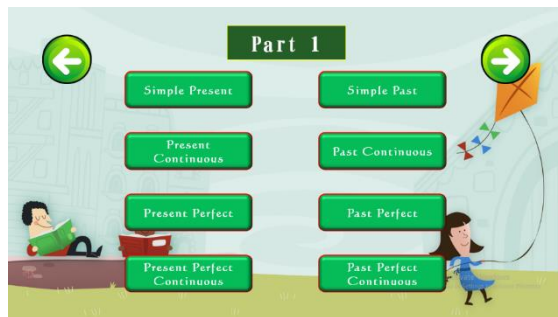 Part 1
Simple Present
Simple Past
Present
Continuous
Past Continuous
Present Perfect
Past Perfect
Present Perfect
Continuous
Past Perfect
Continuous